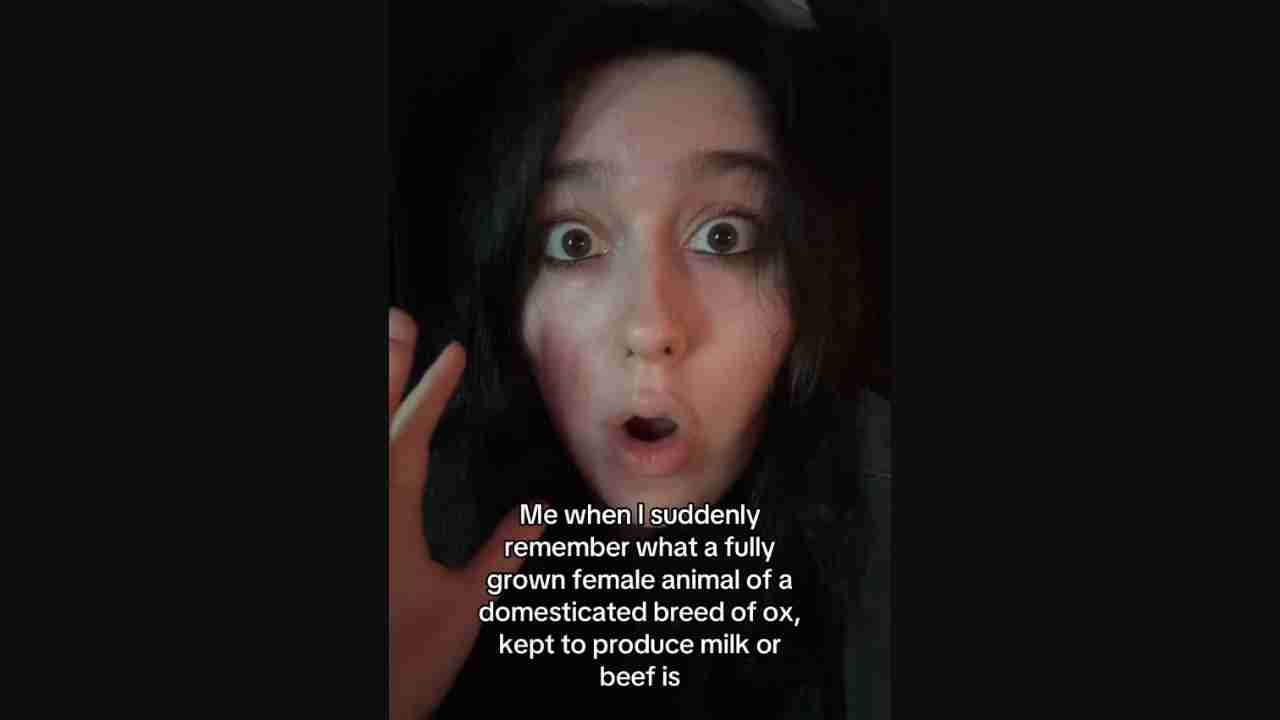 Me when I suddenly
remember what a fully
grown female animal of a
domesticated breed of ox,
kept to produce milk or
beef is